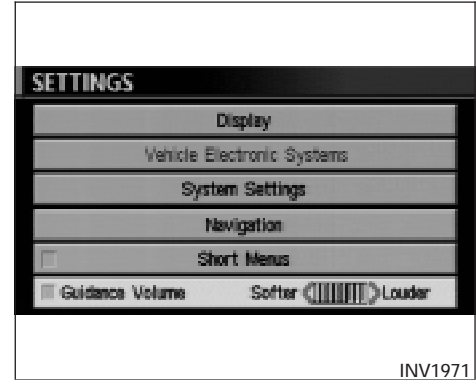 SETTINGS
Display
Vehicle Electronic Systems
System Settings
Navigation
Short Menus
Guidance Volume Softer Louder
INV1971